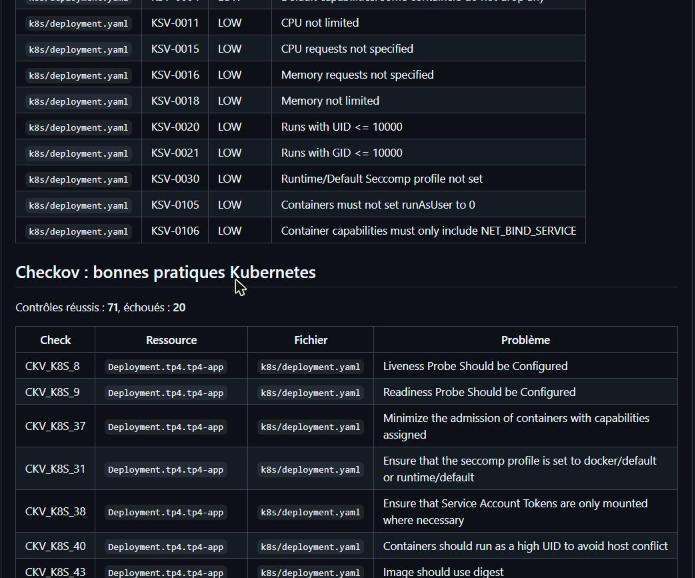 k8s/deployment.yaml
k8s/deployment.yaml KSV-0011 LOW CPU not limited
k8s/deployment.yaml KSV-0015 LOW CPU requests not specified
k8s/deployment.yaml KSV-0016 LOW Memory requests not specified
k8s/deployment.yaml KSV-0018 LOW Memory not limited
k8s/deployment.yaml KSV-0020 LOW Runs with UID <= 10000
k8s/deployment.yaml KSV-0021 LOW Runs with GID <= 10000
k8s/deployment.yaml KSV-0030 LOW Runtime/Default Seccomp profile not set
k8s/deployment.yaml KSV-0105 LOW Containers must not set runAsUser to 0
k8s/deployment.yaml KSV-0106 LOW Container capabilities must only include NET_BIND_SERVICE
Checkov : bonnes pratiques Kubernetes
Contrôles réussis : 71, échoués : 20
Check Ressource Fichier Problème
CKV_K8S_8 Deployment.tp4.tp4-app k8s/deployment.yaml Liveness Probe Should be Configured
CKV_K8S_9 Deployment.tp4.tp4-app k8s/deployment.yaml Readiness Probe Should be Configured
CKV_K8S_37 Deployment.tp4.tp4-app k8s/deployment.yaml Minimize the admission of containers with capabilities
assigned
CKV_K8S_31 Deployment.tp4.tp4-app k8s/deployment.yaml Ensure that the seccomp profile is set to docker/default
or runtime/default
CKV_K8S_38 Deployment.tp4.tp4-app k8s/deployment.yaml Ensure that Service Account Tokens are only mounted
where necessary
CKV_K8S_40 Deployment.tp4.tp4-app k8s/deployment.yaml Containers should run as a high UID to avoid host conflict
CKV_K8S_43 Deployment.tp4.tp4-app k8s/deployment.yaml Image should use digest